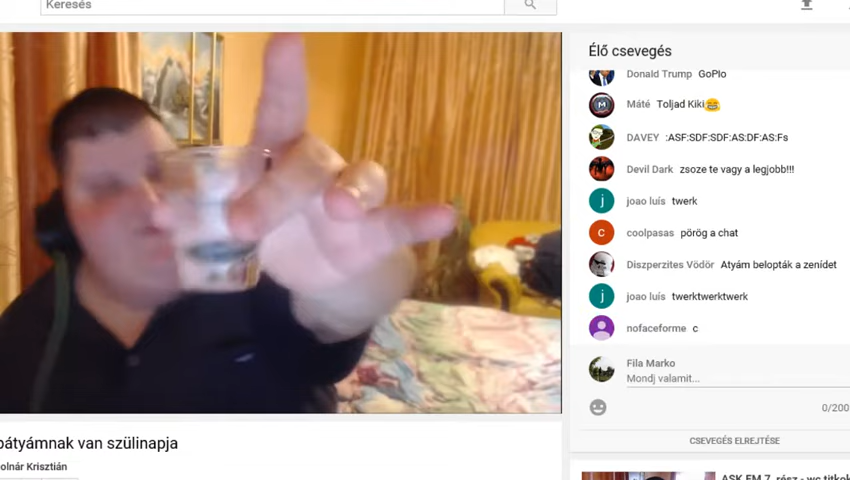 Keresés
Élő csevegés
Donald Trump GoPlo
Máté Toljad Kiki😂
DAVEY :ASF:SDF:SDF:AS:DF:AS:Fs
Devil Dark zsoze te vagy a legjobb!!!
j joao luís twerk
c coolpasas pörög a chat
Diszperzites Vödör Atyám belopták a zenídet
j joao luís twerktwerktwerk
nofaceforme c
Fila Marko
Mondj valamit...
0/200
CSEVEGÉS ELREJTÉSE
bátyámnak van szülinapja
olnár Krisztián
ASK.FM 7. rész - wc titkok